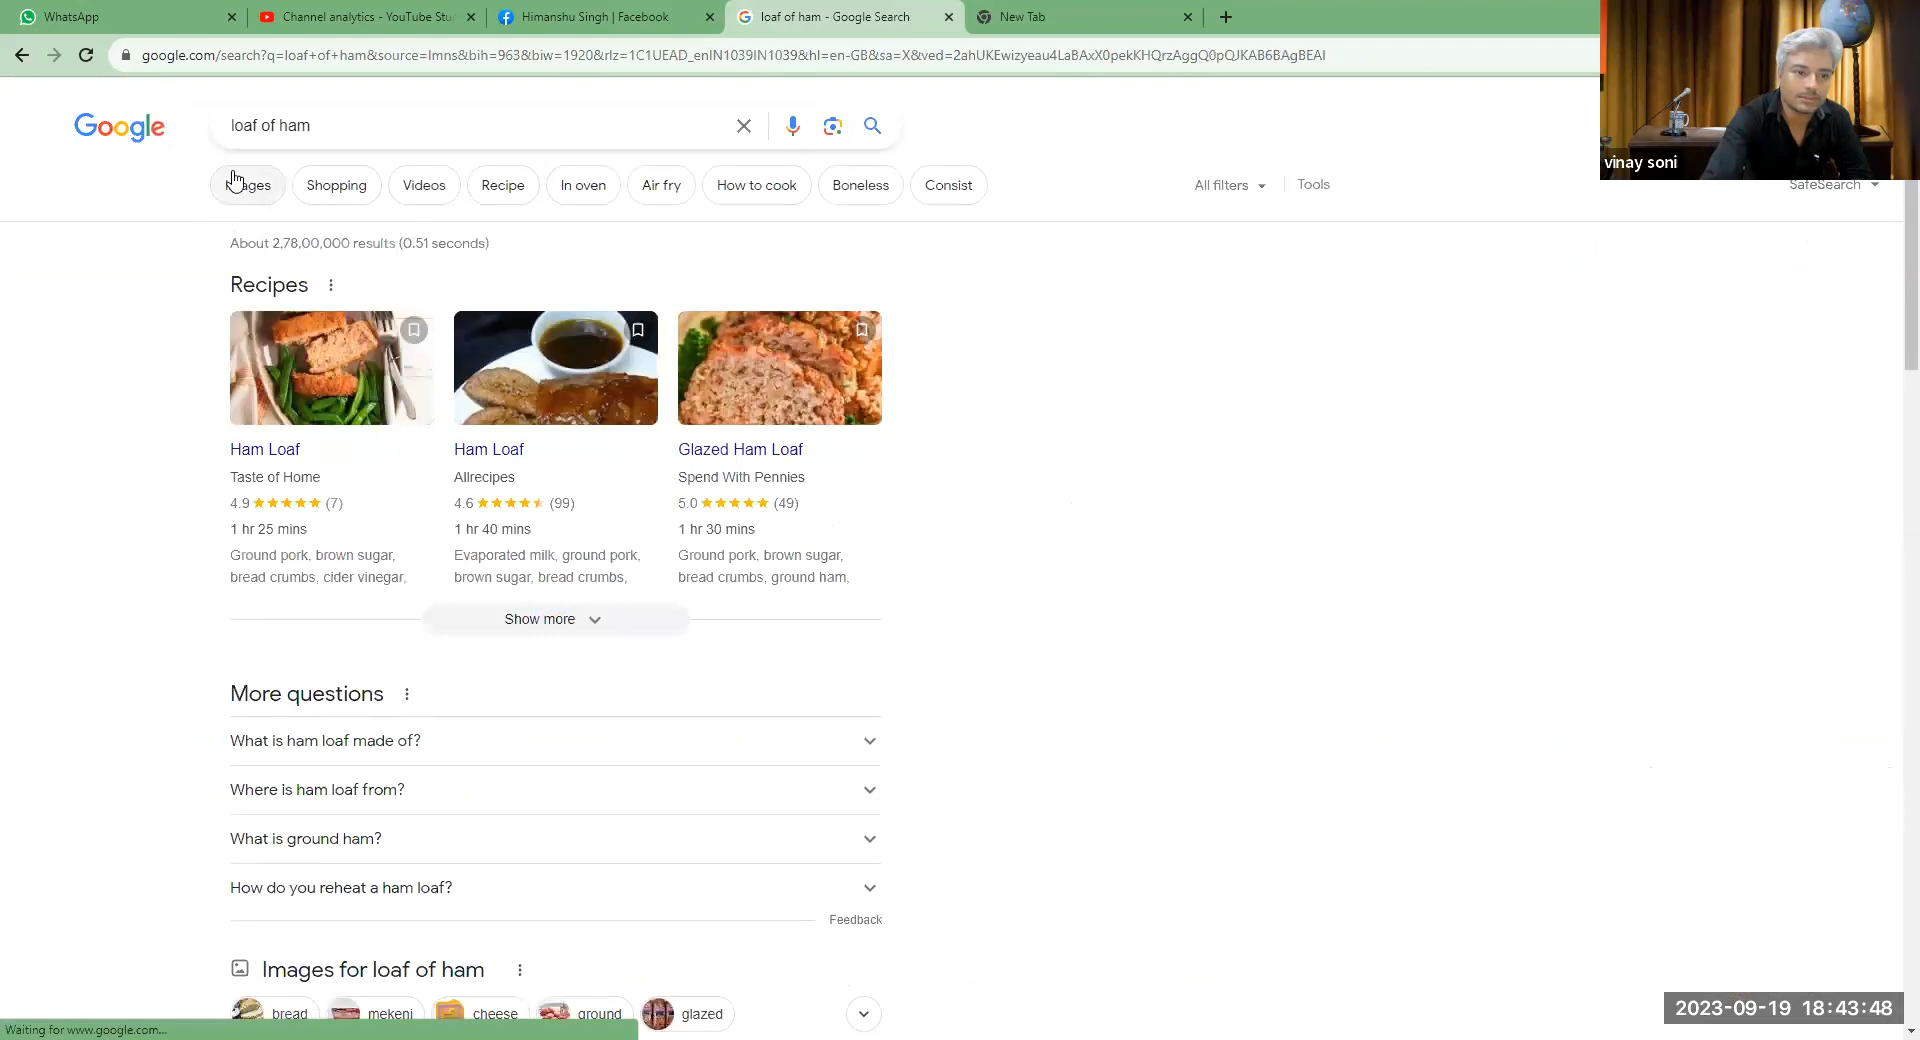 WhatsApp
Channel analytics - YouTube Stu
Himanshu Singh | Facebook
loaf of ham - Google Search
New Tab
google.com/search?q=loaf+of+ham&source=lmns&bih=963&biw=1920&rlz=1C1UEAD_enIN1039IN1039&hl=en-GB&sa=X&ved=2ahUKEwizyeau4LaBAxX0pekKHQrzAggQ0pQJKAB6BAgBEAI
Google
loaf of ham
Shopping
Videos
Recipe
In oven
Air fry
How to cook
Boneless
Consist
All filters
Tools
SafeSearch
vinay soni
About 2,78,00,000 results (0.51 seconds)
Recipes
Ham Loaf
Taste of Home
4.9 (7)
1 hr 25 mins
Ground pork, brown sugar,
bread crumbs, cider vinegar,
Ham Loaf
Allrecipes
4.6 (99)
1 hr 40 mins
Evaporated milk, ground pork,
brown sugar, bread crumbs,
Glazed Ham Loaf
Spend With Pennies
5.0 (49)
1 hr 30 mins
Ground pork, brown sugar,
bread crumbs, ground ham,
Show more
More questions
What is ham loaf made of?
Where is ham loaf from?
What is ground ham?
How do you reheat a ham loaf?
Feedback
Images for loaf of ham
bread
mekeni
cheese
ground
glazed
Waiting for www.google.com...
2023-09-19 18:43:48